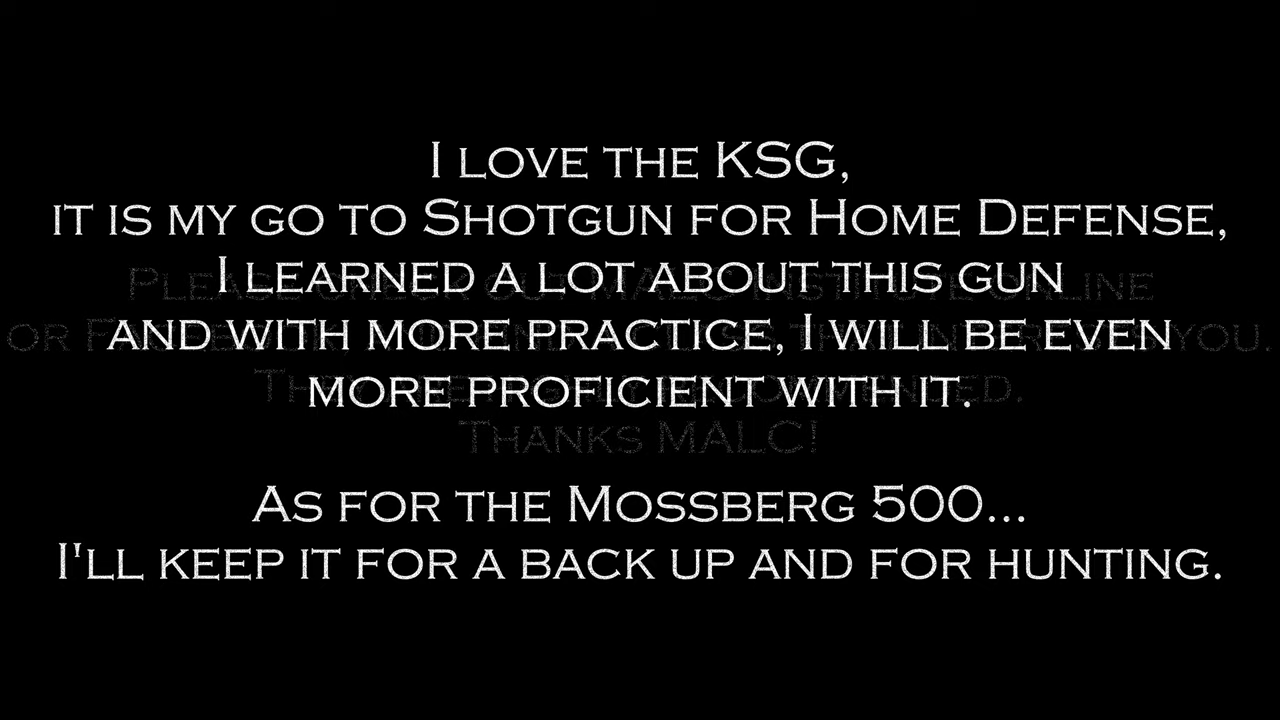 I LOVE THE KSG,
IT IS MY GO TO SHOTGUN FOR HOME DEFENSE,
I LEARNED A LOT ABOUT THIS GUN
AND WITH MORE PRACTICE, I WILL BE EVEN
MORE PROFICIENT WITH IT.
THANKS MALC!
AS FOR THE MOSSBERG 500...
I'LL KEEP IT FOR A BACK UP AND FOR HUNTING.